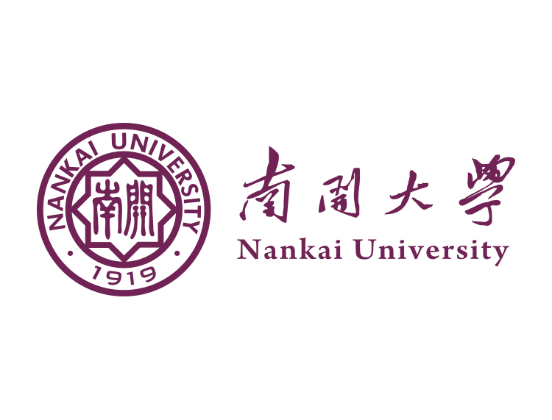 NANKAI UNIVERSITY
南開
· 1919 ·
南開大學
Nankai University